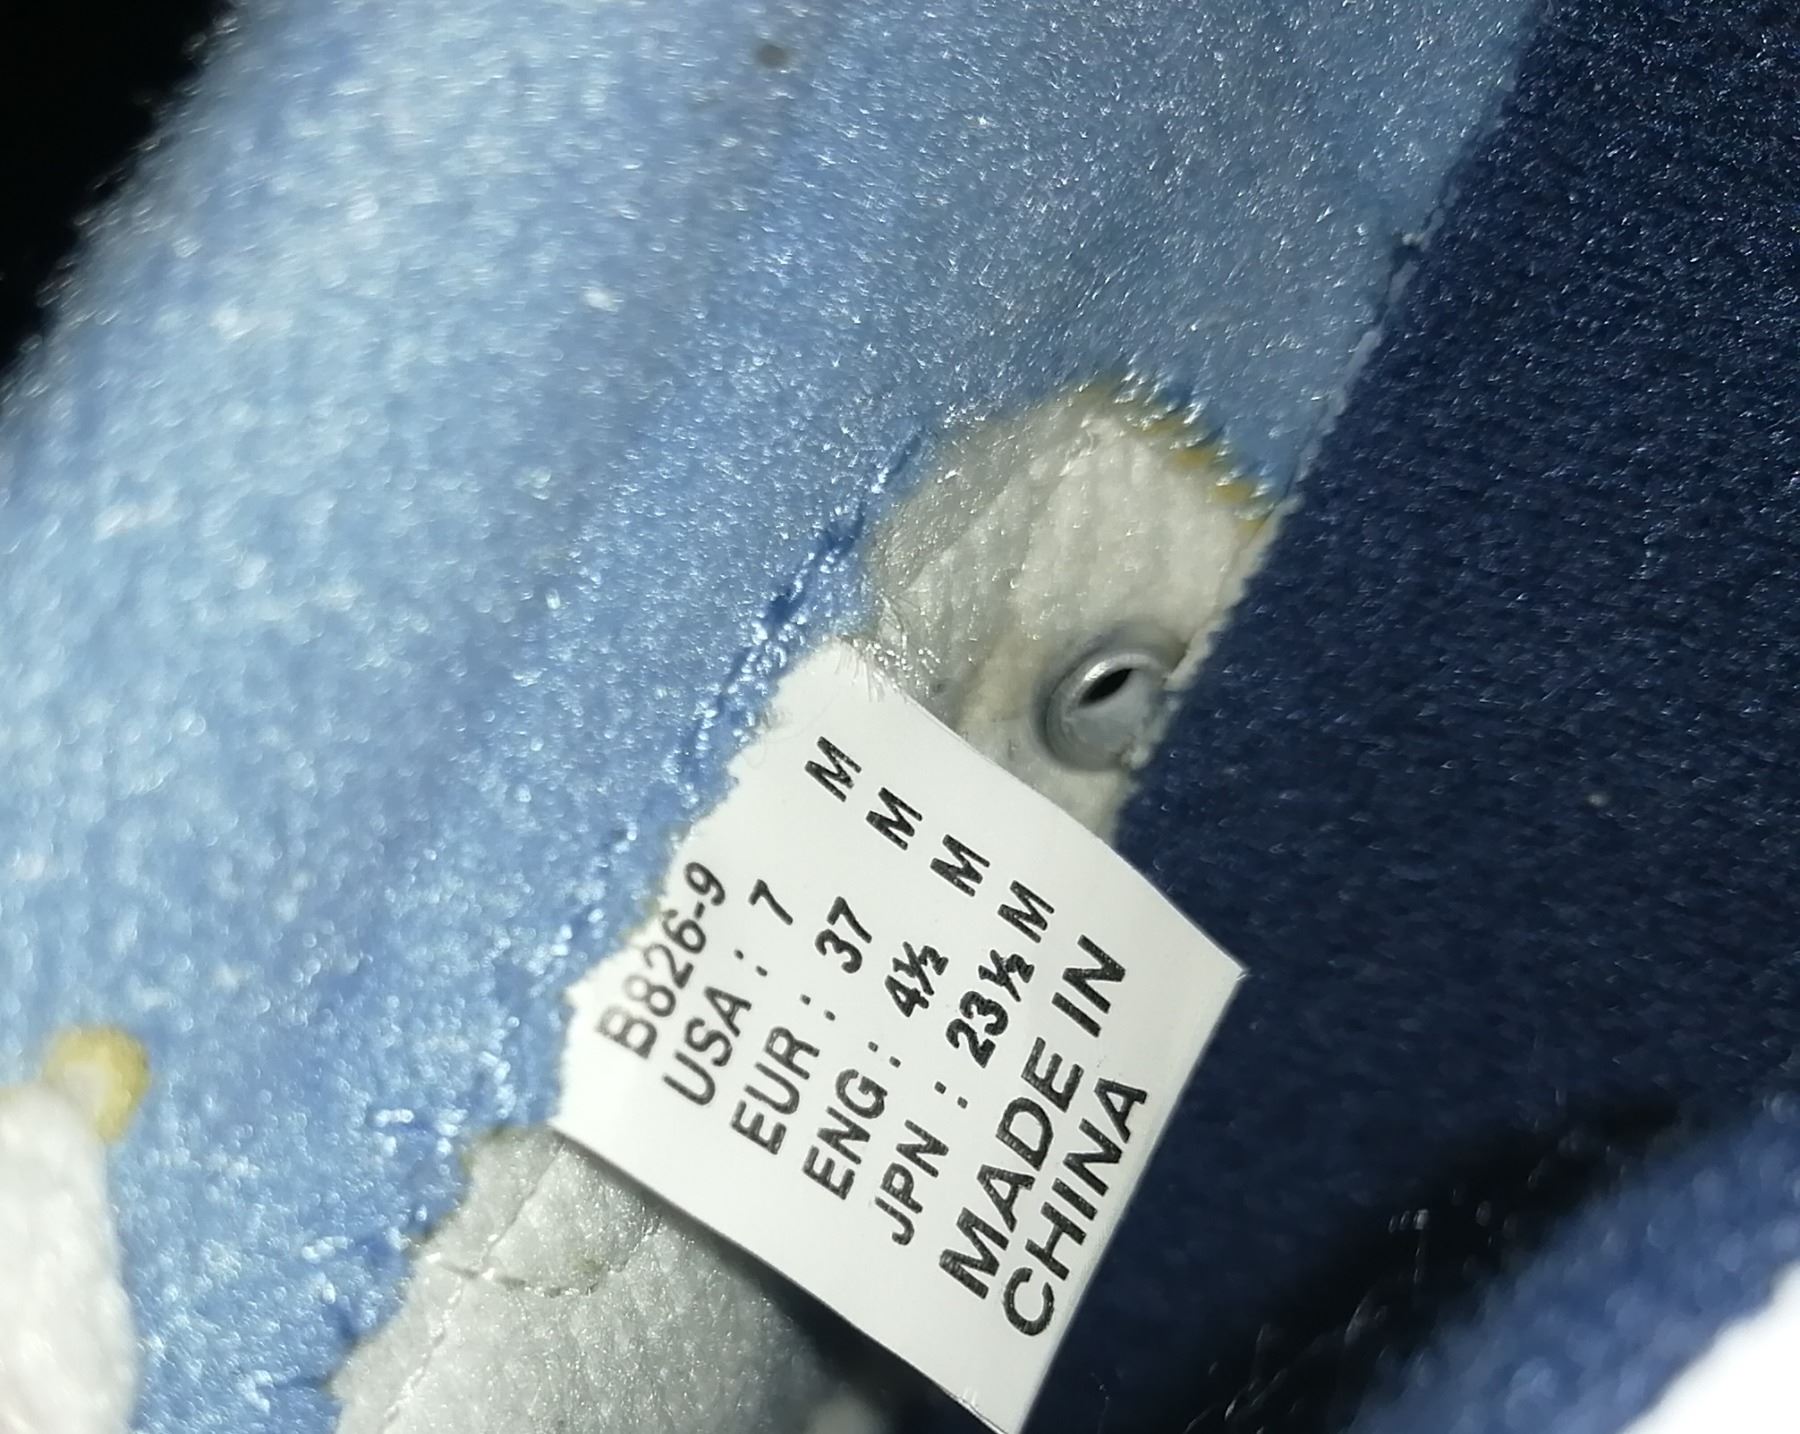 B826-9
USA : 7 M
EUR : 37 M
ENG : 4½ M
JPN : 23½ M
MADE IN
CHINA